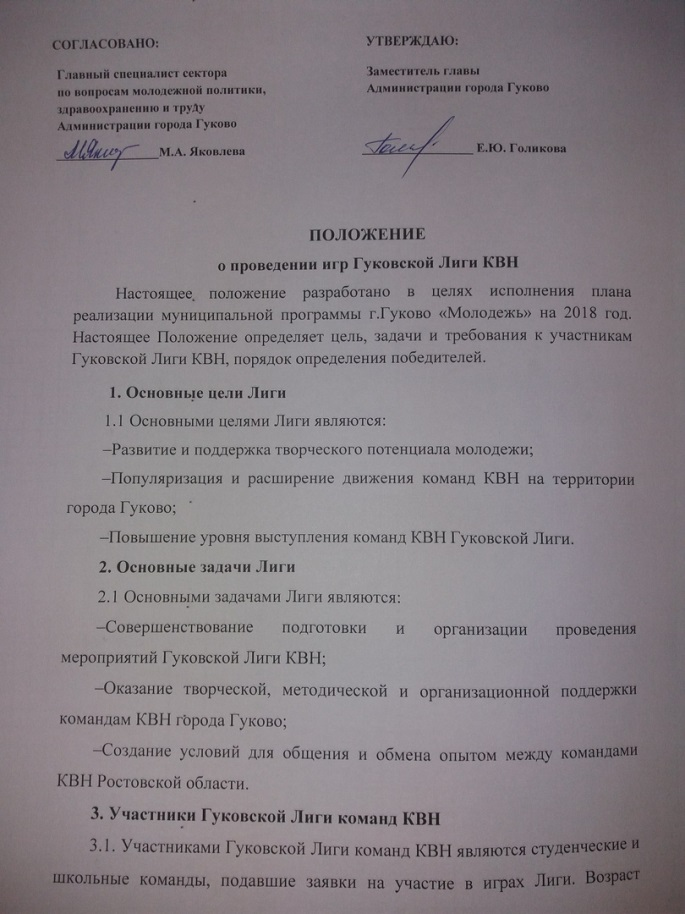 СОГЛАСОВАНО:
УТВЕРЖДАЮ:
Главный специалист сектора
по вопросам молодежной политики,
здравоохранению и труду
Администрации города Гуково
М.А. Яковлева
Заместитель главы
Администрации города Гуково
Е.Ю. Голикова
ПОЛОЖЕНИЕ
о проведении игр Гуковской Лиги КВН
Настоящее положение разработано в целях исполнения плана
реализации муниципальной программы г.Гуково «Молодежь» на 2018 год.
Настоящее Положение определяет цель, задачи и требования к участникам
Гуковской Лиги КВН, порядок определения победителей.
1. Основные цели Лиги
1.1 Основными целями Лиги являются:
–Развитие и поддержка творческого потенциала молодежи;
–Популяризация и расширение движения команд КВН на территории
города Гуково;
–Повышение уровня выступления команд КВН Гуковской Лиги.
2. Основные задачи Лиги
2.1 Основными задачами Лиги являются:
–Совершенствование подготовки и организации проведения
мероприятий Гуковской Лиги КВН;
–Оказание творческой, методической и организационной поддержки
командам КВН города Гуково;
–Создание условий для общения и обмена опытом между командами
КВН Ростовской области.
3. Участники Гуковской Лиги команд КВН
3.1. Участниками Гуковской Лиги команд КВН являются студенческие и
школьные команды, подавшие заявки на участие в играх Лиги. Возраст